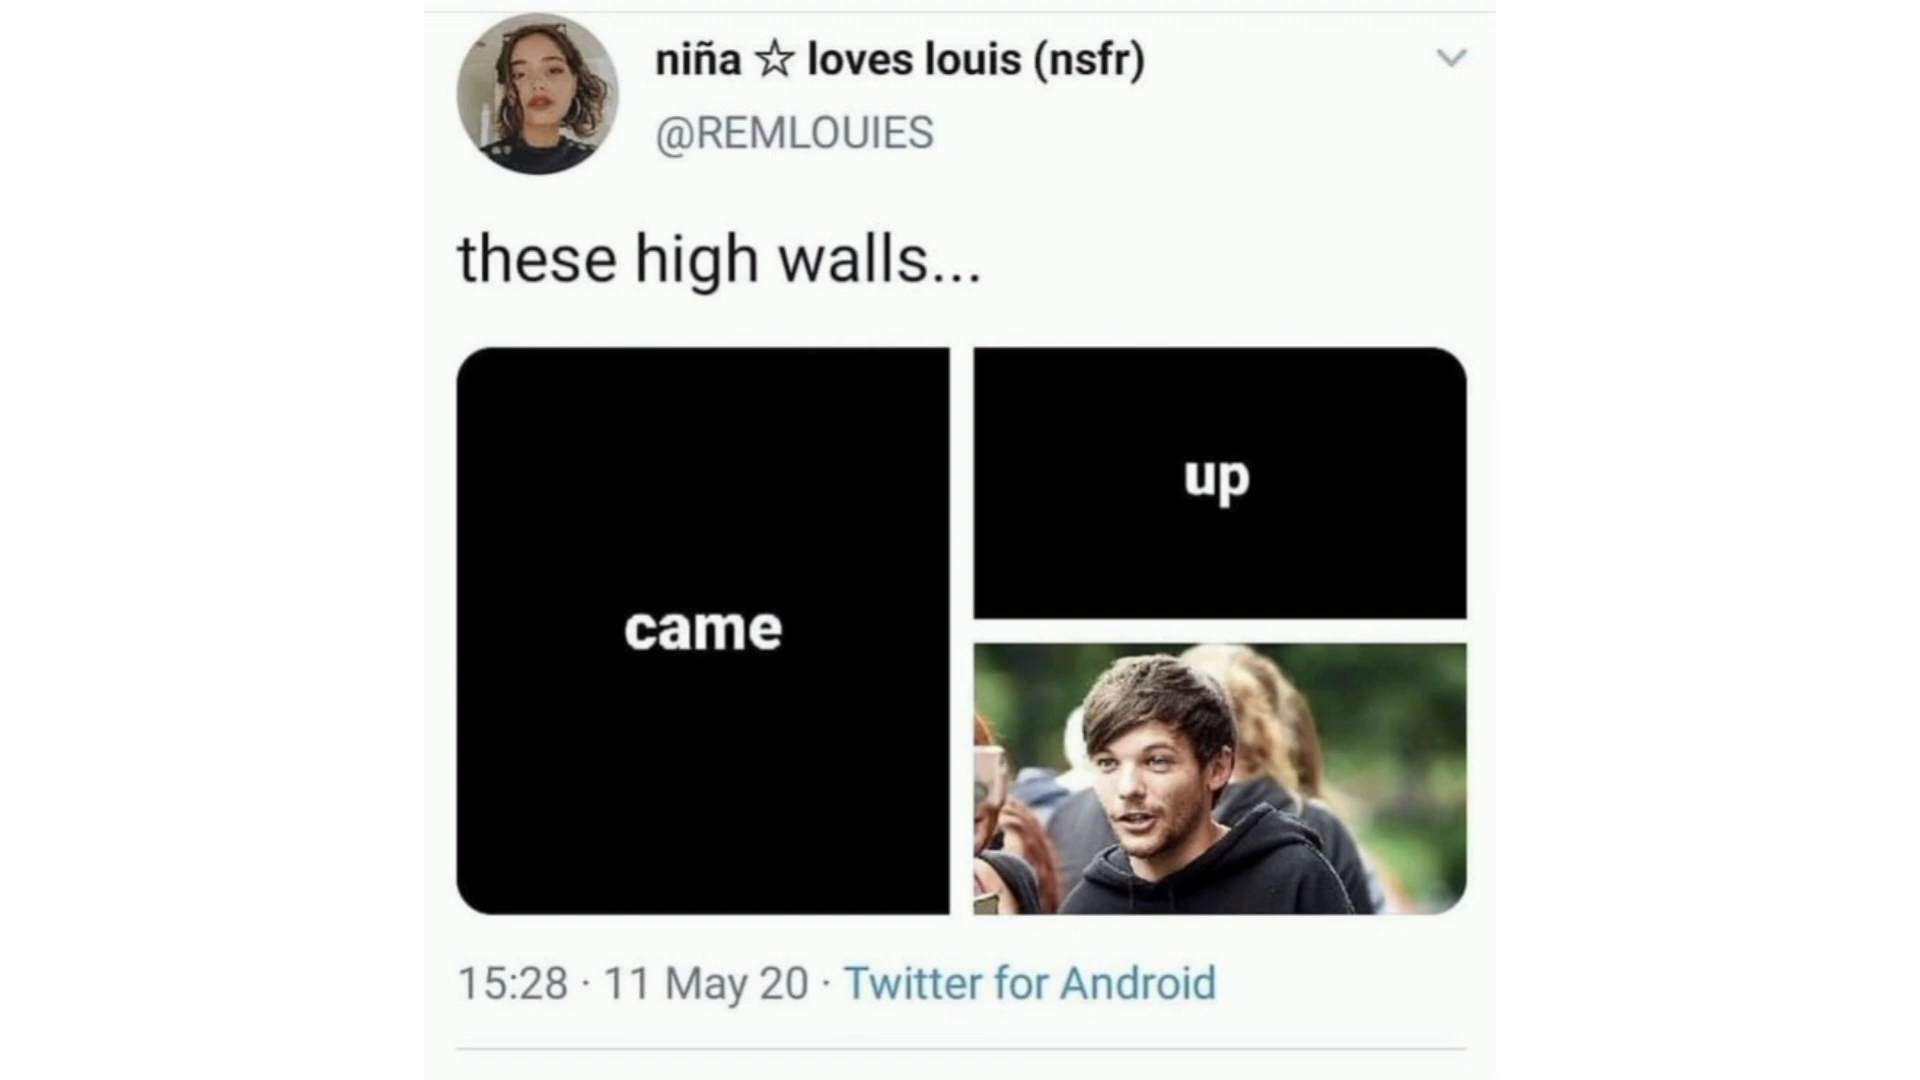 niña ☆ loves louis (nsfr)
@REMLOUIES
these high walls...
came
up
15:28 · 11 May 20 · Twitter for Android